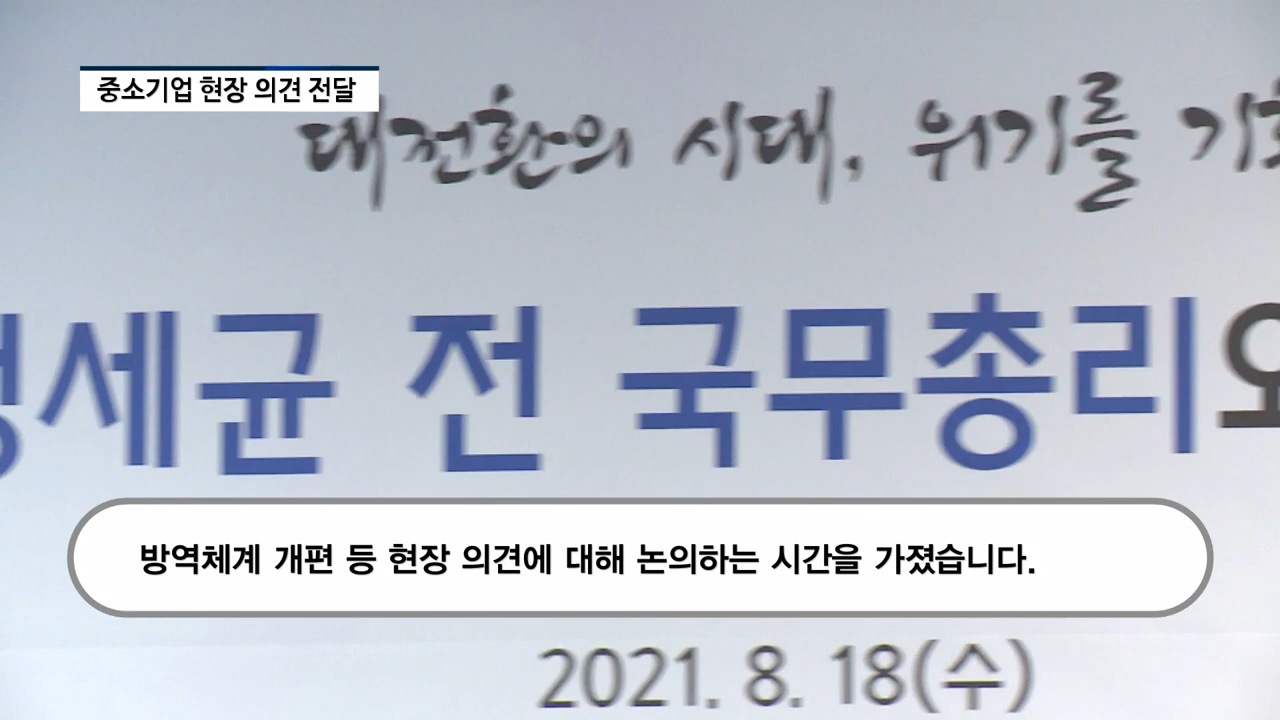 중소기업 현장 의견 전달
대전환의 시대, 위기를
세균 전 국무총리
방역체계 개편 등 현장 의견에 대해 논의하는 시간을 가졌습니다.
2021. 8. 18(수)